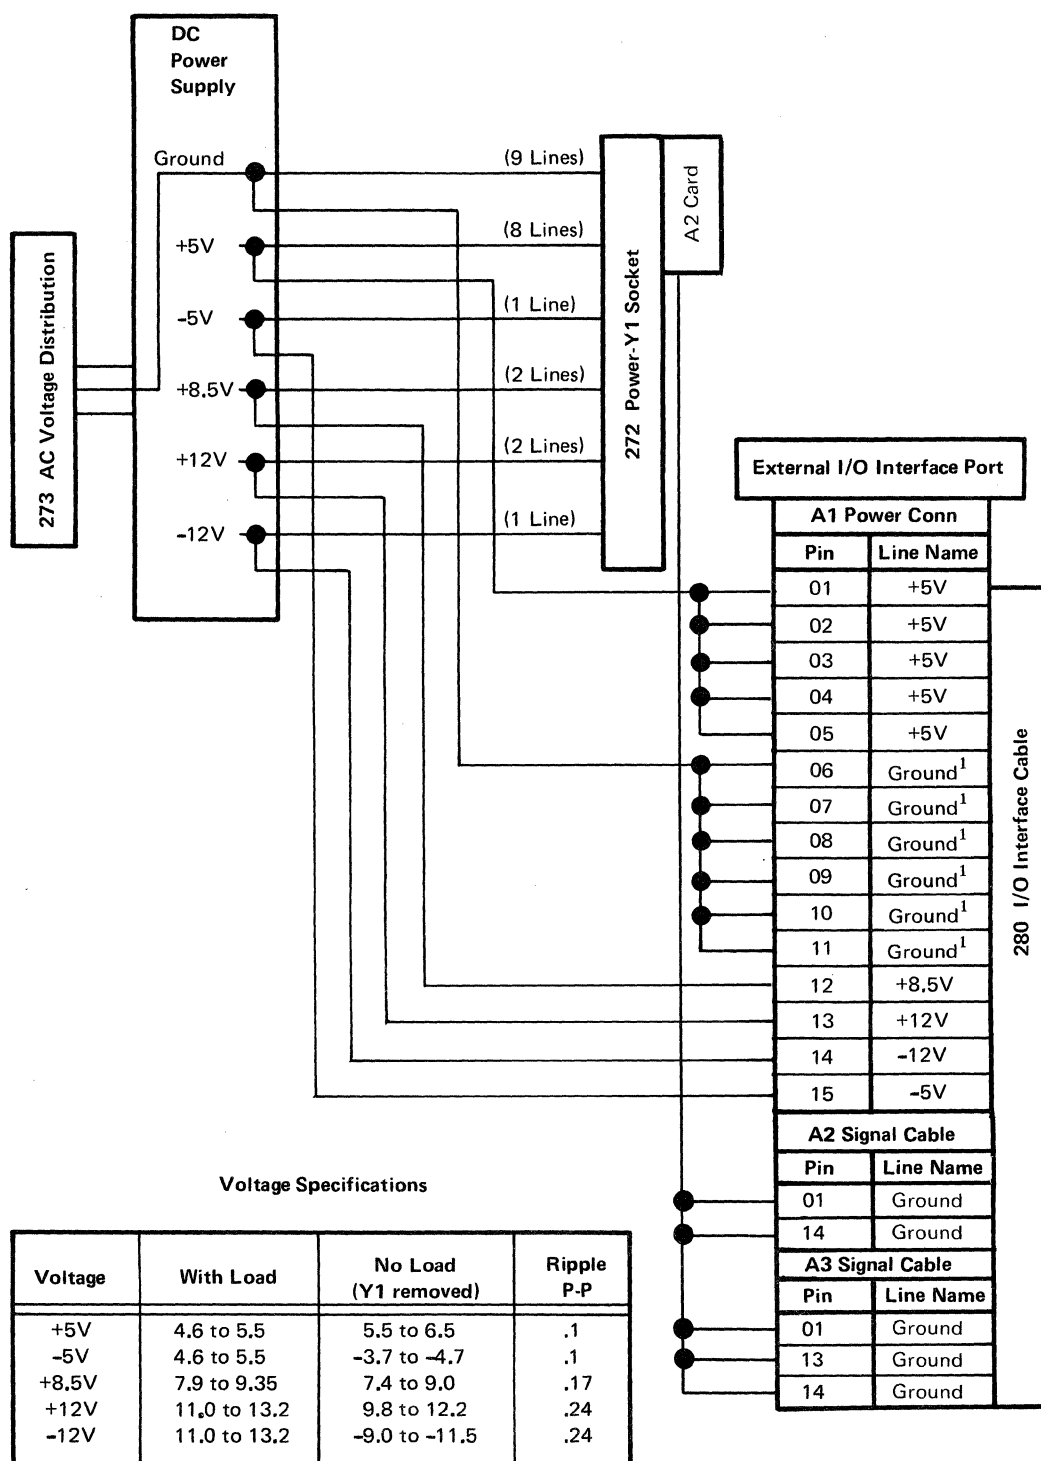 DC
Power
Supply
Ground
(9 Lines)
+5V
(8 Lines)
-5V
(1 Line)
+8.5V
(2 Lines)
+12V
(2 Lines)
-12V
(1 Line)
273 AC Voltage Distribution
272 Power-Y1 Socket
A2 Card
External I/O Interface Port
A1 Power Conn
Pin Line Name
01 +5V
02 +5V
03 +5V
04 +5V
05 +5V
06 Ground¹
07 Ground¹
08 Ground¹
09 Ground¹
10 Ground¹
11 Ground¹
12 +8.5V
13 +12V
14 -12V
15 -5V
A2 Signal Cable
Pin Line Name
01 Ground
14 Ground
A3 Signal Cable
Pin Line Name
01 Ground
13 Ground
14 Ground
280 I/O Interface Cable
Voltage Specifications
Voltage With Load No Load (Y1 removed) Ripple P-P
+5V 4.6 to 5.5 5.5 to 6.5 .1
-5V 4.6 to 5.5 -3.7 to -4.7 .1
+8.5V 7.9 to 9.35 7.4 to 9.0 .17
+12V 11.0 to 13.2 9.8 to 12.2 .24
-12V 11.0 to 13.2 -9.0 to -11.5 .24